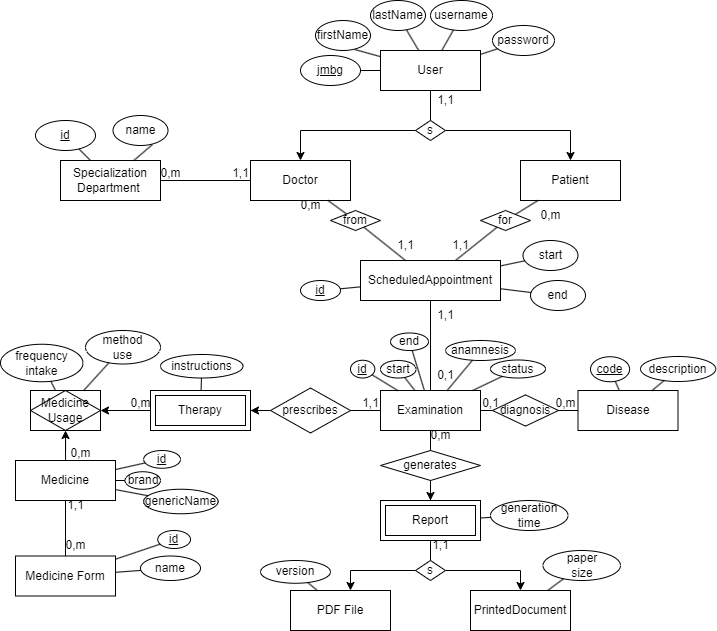 lastName
username
firstName
password
jmbg
User
1,1
s
id
name
Specialization
Department
0,m
1,1
Doctor
Patient
0,m
0,m
from
for
1,1
1,1
start
ScheduledAppointment
id
end
1,1
method
use
end
anamnesis
frequency
intake
instructions
id
start
0,1
status
code
description
Medicine
Usage
0,m
Therapy
prescribes
1,1
Examination
0,1
diagnosis
0,m
Disease
0,m
0,m
id
generates
Medicine
brand
genericName
1,1
generation
time
Report
id
0,m
1,1
paper
size
Medicine Form
name
version
s
PDF File
PrintedDocument